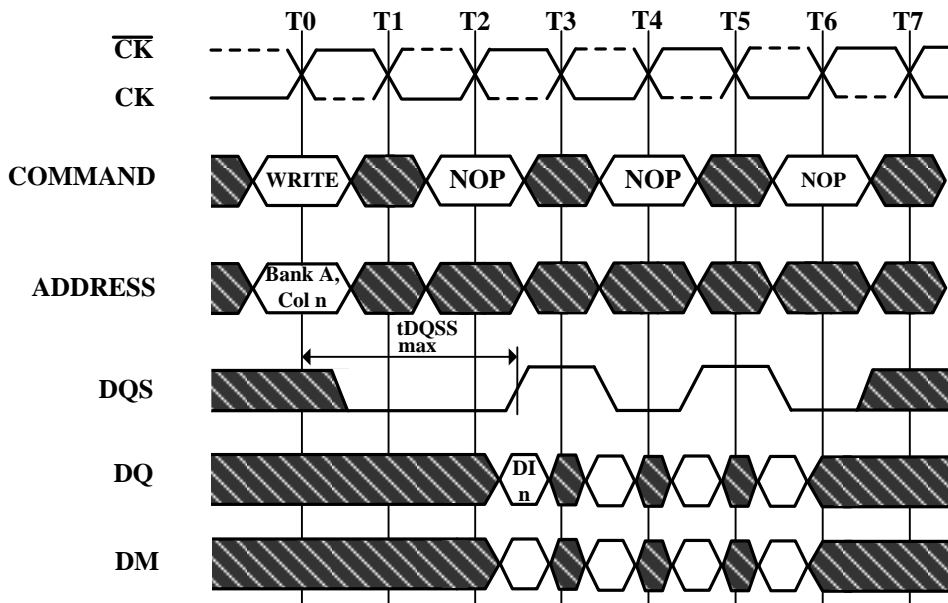 T0 T1 T2 T3 T4 T5 T6 T7
CK
CK
COMMAND
WRITE NOP NOP NOP
ADDRESS
Bank A,
Col n
tDQSS
max
DQS
DQ
DI
n
DM